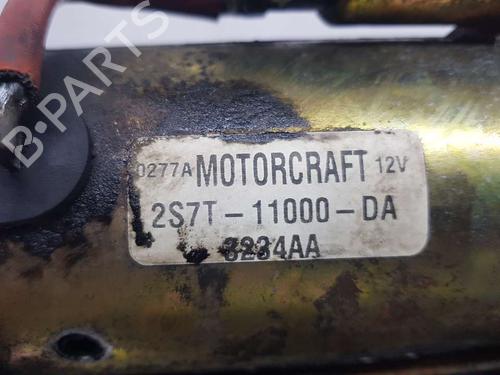 0277A MOTORCRAFT 12V
2S7T-11000-DA
3234AA
B-PARTS